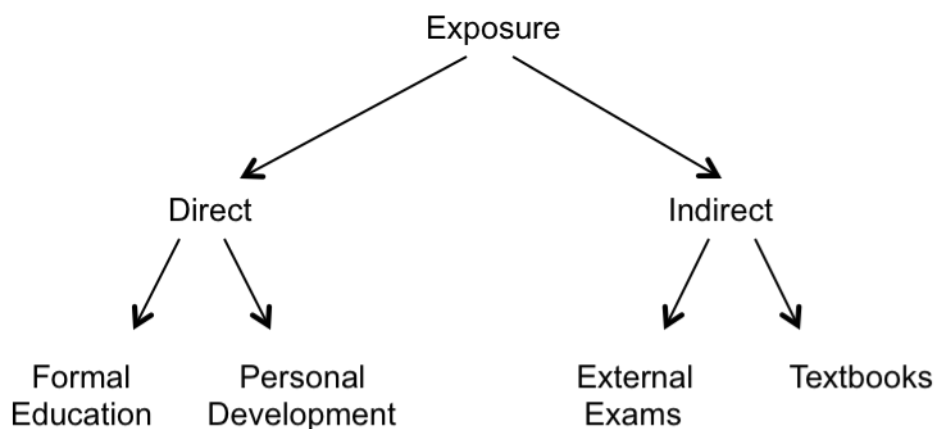 Exposure
Direct
Indirect
Formal
Education
Personal
Development
External
Exams
Textbooks